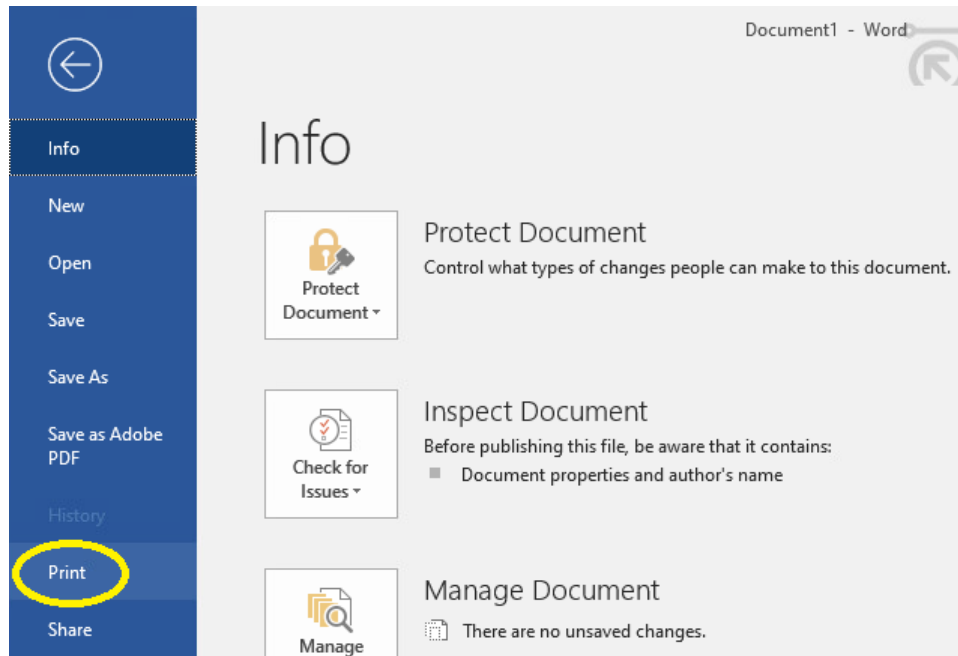 Document1 - Word
Info
New
Open
Save
Save As
Save as Adobe
PDF
History
Print
Share
Info
Protect
Document
Protect Document
Control what types of changes people can make to this document.
Check for
Issues
Inspect Document
Before publishing this file, be aware that it contains:
Document properties and author's name
Manage
Manage Document
There are no unsaved changes.